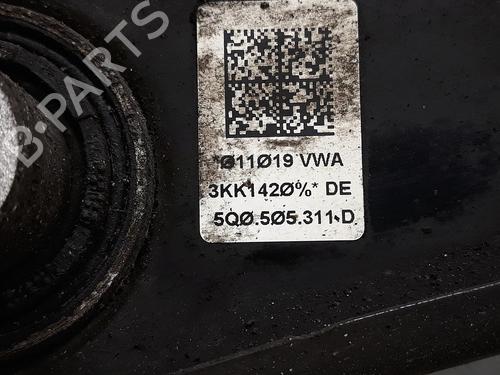 B-PARTS
*Ø11Ø19 VWA
3KK142Ø%* DE
5QØ.5Ø5.311.D